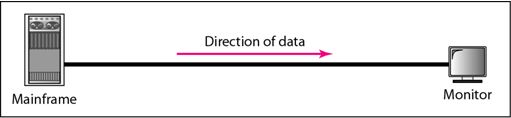 Direction of data
Mainframe
Monitor